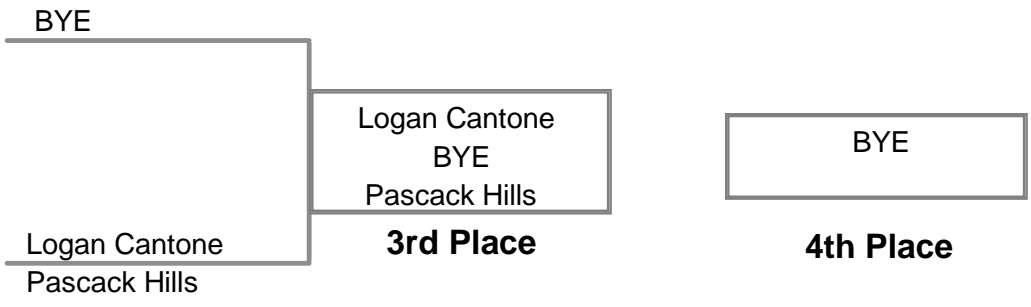 BYE
Logan Cantone
BYE
Pascack Hills
3rd Place
BYE
4th Place
Logan Cantone
Pascack Hills